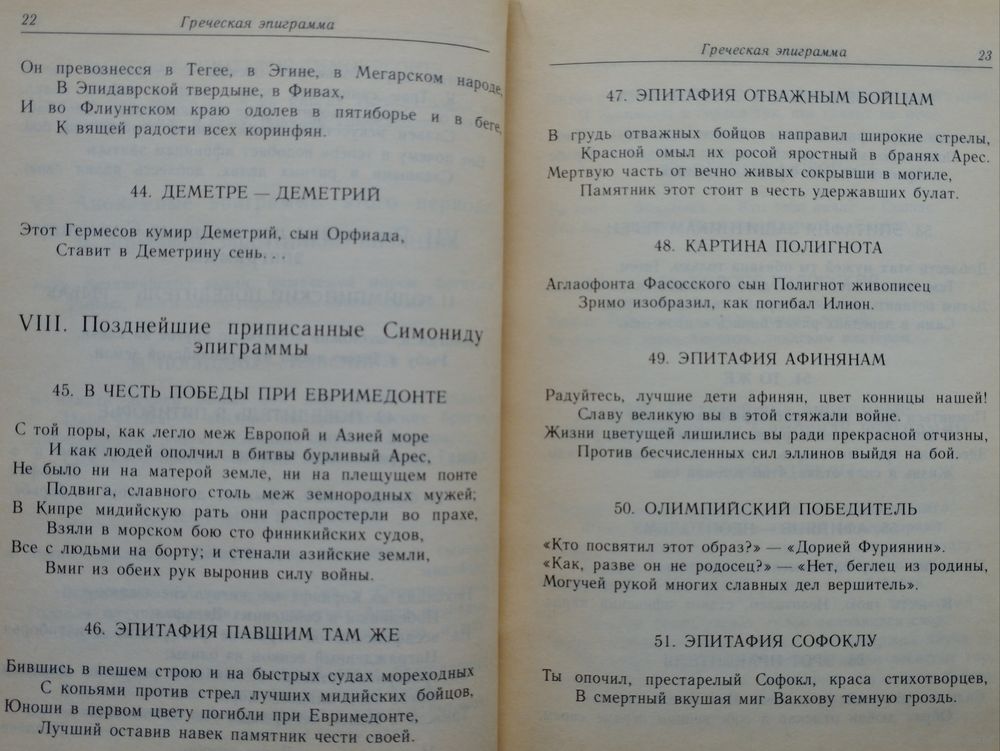 22
Греческая эпиграмма
Он превознесся в Тегее, в Эгине, в Мегарском народе,
В Эпидаврской твердыне, в Фивах,
И во Флиунтском краю одолев в пятиборье и в беге,
К вящей радости всех коринфян.
44. ДЕМЕТРЕ — ДЕМЕТРИЙ
Этот Гермесов кумир Деметрий, сын Орфиада,
Ставит в Деметрину сень. . .
VIII. Позднейшие приписанные Симониду
эпиграммы
45. В ЧЕСТЬ ПОБЕДЫ ПРИ ЕВРИМЕДОНТЕ
С той поры, как легло меж Европой и Азией море
И как людей ополчил в битвы бурливый Арес,
Не было ни на матерой земле, ни на плещущем понте
Подвига, славного столь меж земнородных мужей;
В Кипре мидийскую рать они распростерли во прахе,
Взяли в морском бою сто финикийских судов,
Все с людьми на борту; и стенали азийские земли,
Вмиг из обеих рук выронив силу войны.
46. ЭПИТАФИЯ ПАВШИМ ТАМ ЖЕ
Бившись в пешем строю и на быстрых судах мореходных
С копьями против стрел лучших мидийских бойцов,
Юноши в первом цвету погибли при Евримедонте,
Лучший оставив навек памятник чести своей.
Греческая эпиграмма
23
47. ЭПИТАФИЯ ОТВАЖНЫМ БОЙЦАМ
В грудь отважных бойцов направил широкие стрелы,
Красной омыл их росой яростный в бранях Арес.
Мертвую часть от вечно живых сокрывши в могиле,
Памятник этот стоит в честь удержавших булат.
48. КАРТИНА ПОЛИГНОТА
Аглаофонта Фасосского сын Полигнот живописец
Зримо изобразил, как погибал Илион.
49. ЭПИТАФИЯ АФИНЯНАМ
Радуйтесь, лучшие дети афинян, цвет конницы нашей!
Славу великую вы в этой стяжали войне.
Жизни цветущей лишились вы ради прекрасной отчизны,
Против бесчисленных сил эллинов выйдя на бой.
50. ОЛИМПИЙСКИЙ ПОБЕДИТЕЛЬ
«Кто посвятил этот образ?» — «Дорией Фуриянин».
«Как, разве он не родосец?» — «Нет, беглец из родины,
Могучей рукой многих славных дел вершитель».
51. ЭПИТАФИЯ СОФОКЛУ
Ты опочил, престарелый Софокл, краса стихотворцев,
В смертный вкушая миг Вакхову темную гроздь.